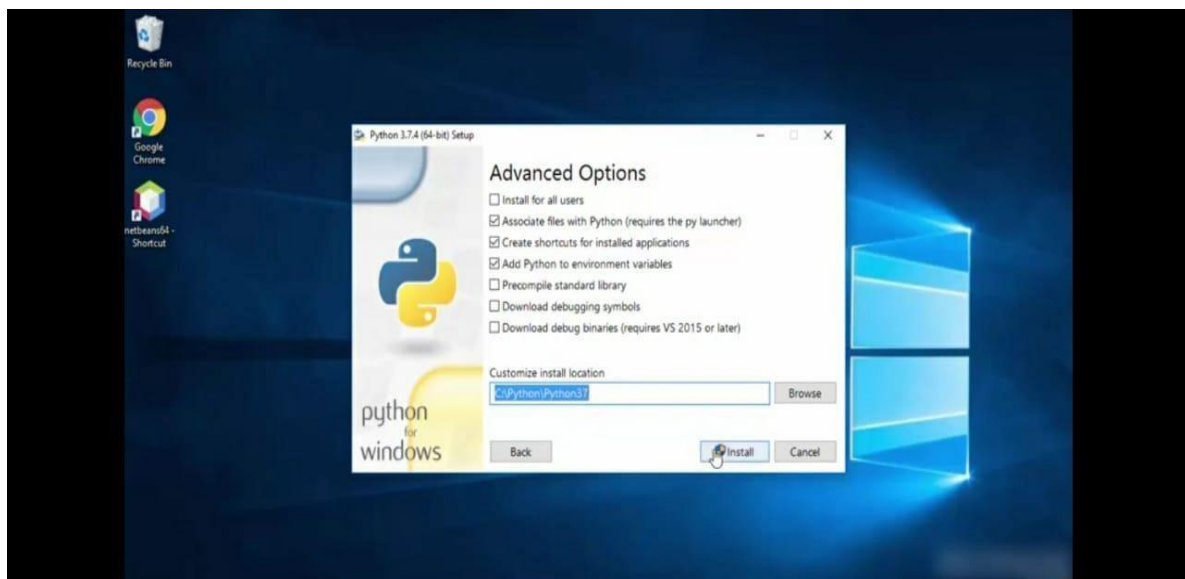 Recycle Bin
Google
Chrome
netbeans64 -
Shortcut
Python 3.7.4 (64-bit) Setup
Advanced Options
Install for all users
Associate files with Python (requires the py launcher)
Create shortcuts for installed applications
Add Python to environment variables
Precompile standard library
Download debugging symbols
Download debug binaries (requires VS 2015 or later)
Customize install location
C:\Python\Python37
Browse
python
for
windows
Back
Install
Cancel